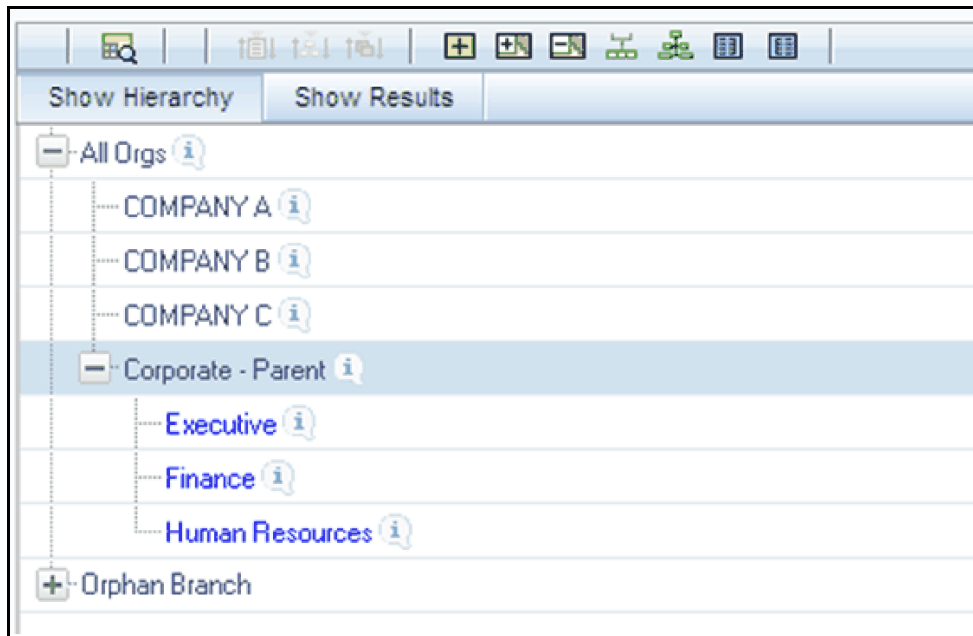 Show Hierarchy Show Results
All Orgs
COMPANY A
COMPANY B
COMPANY C
Corporate - Parent
Executive
Finance
Human Resources
Orphan Branch